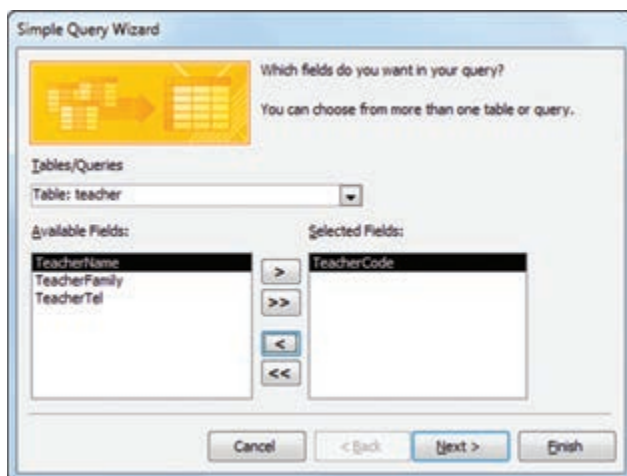 Simple Query Wizard
Which fields do you want in your query?
You can choose from more than one table or query.
Tables/Queries
Table: teacher
Available Fields:
Selected Fields:
TeacherName
TeacherFamily
TeacherTel
TeacherCode
>
>>
<
<<
Cancel
< Back
Next >
Finish